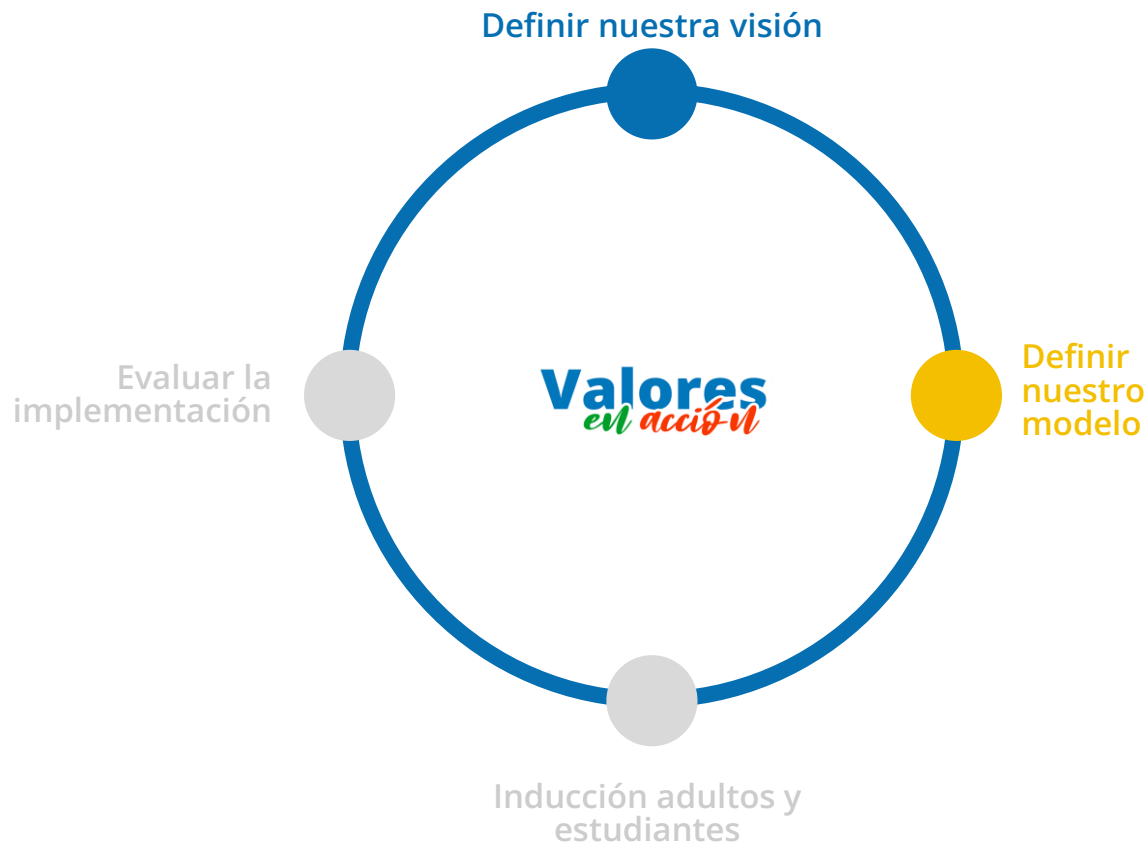 Definir nuestra visión
Definir
nuestro
modelo
Evaluar la
implementación
Valores
en acción
Inducción adultos y
estudiantes